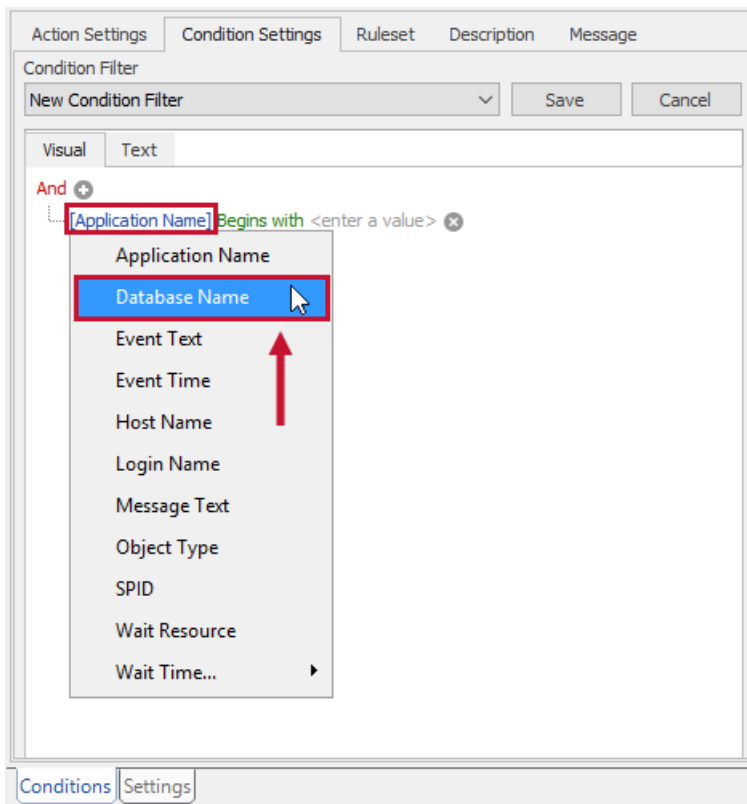 Action Settings Condition Settings Ruleset Description Message
Condition Filter
New Condition Filter Save Cancel
Visual Text
And
[Application Name] Begins with <enter a value>
Application Name
Database Name
Event Text
Event Time
Host Name
Login Name
Message Text
Object Type
SPID
Wait Resource
Wait Time...
Conditions Settings